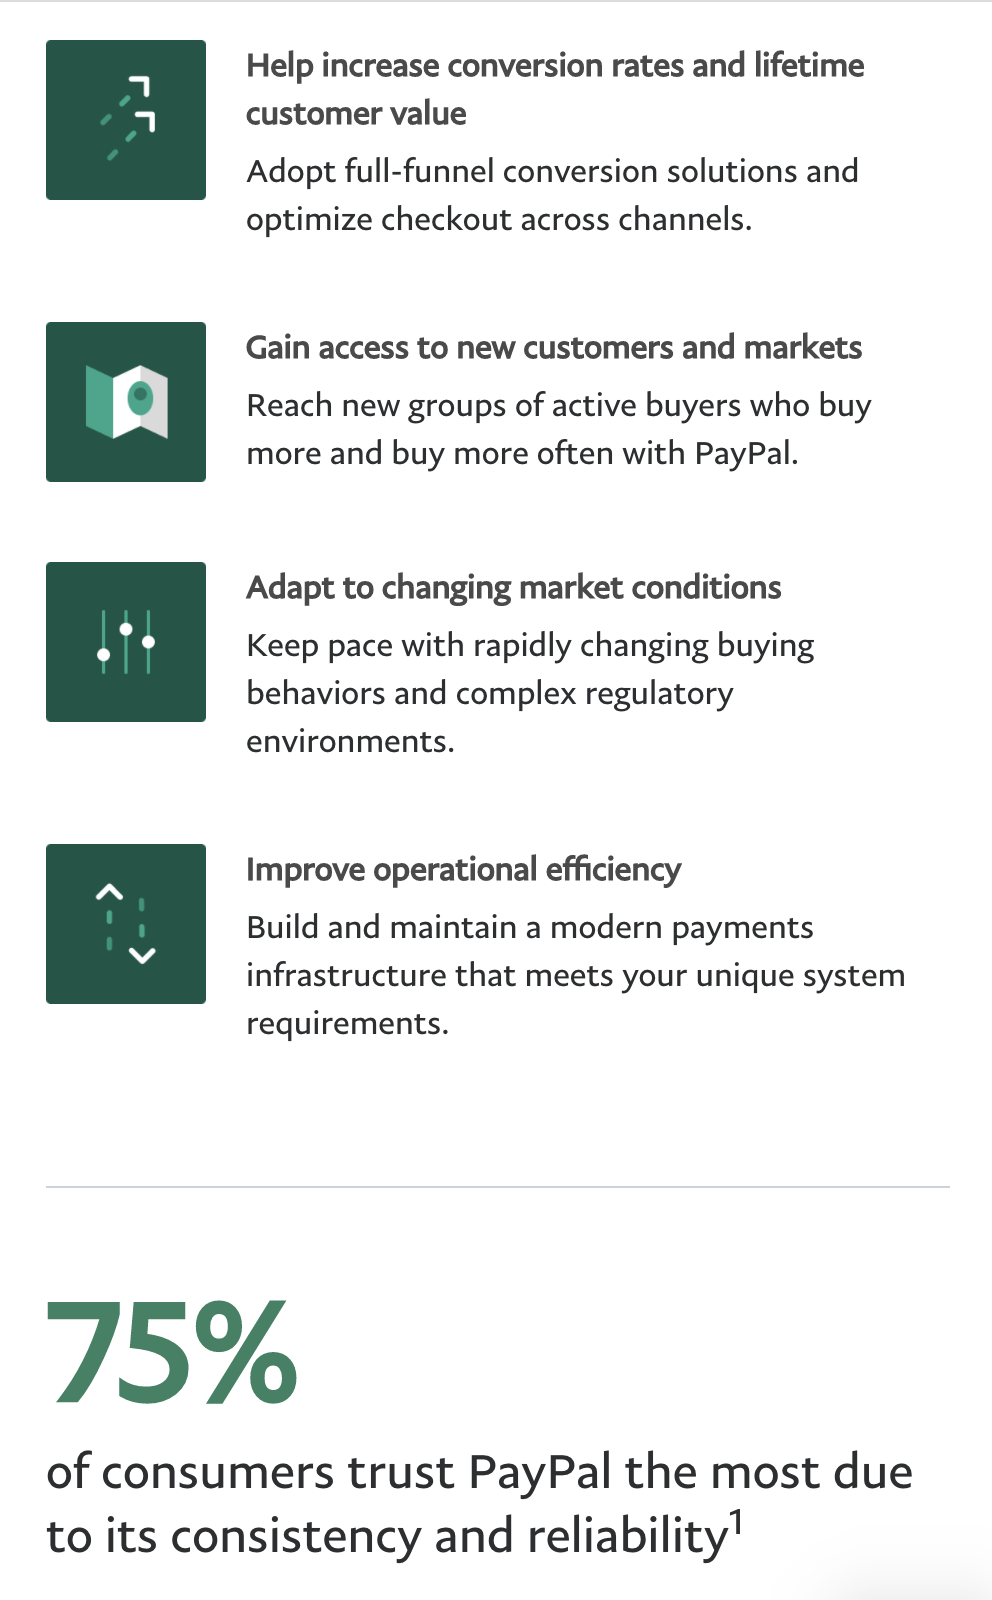 Help increase conversion rates and lifetime
customer value
Adopt full-funnel conversion solutions and
optimize checkout across channels.
Gain access to new customers and markets
Reach new groups of active buyers who buy
more and buy more often with PayPal.
Adapt to changing market conditions
Keep pace with rapidly changing buying
behaviors and complex regulatory
environments.
Improve operational efficiency
Build and maintain a modern payments
infrastructure that meets your unique system
requirements.
75%
of consumers trust PayPal the most due
to its consistency and reliability¹